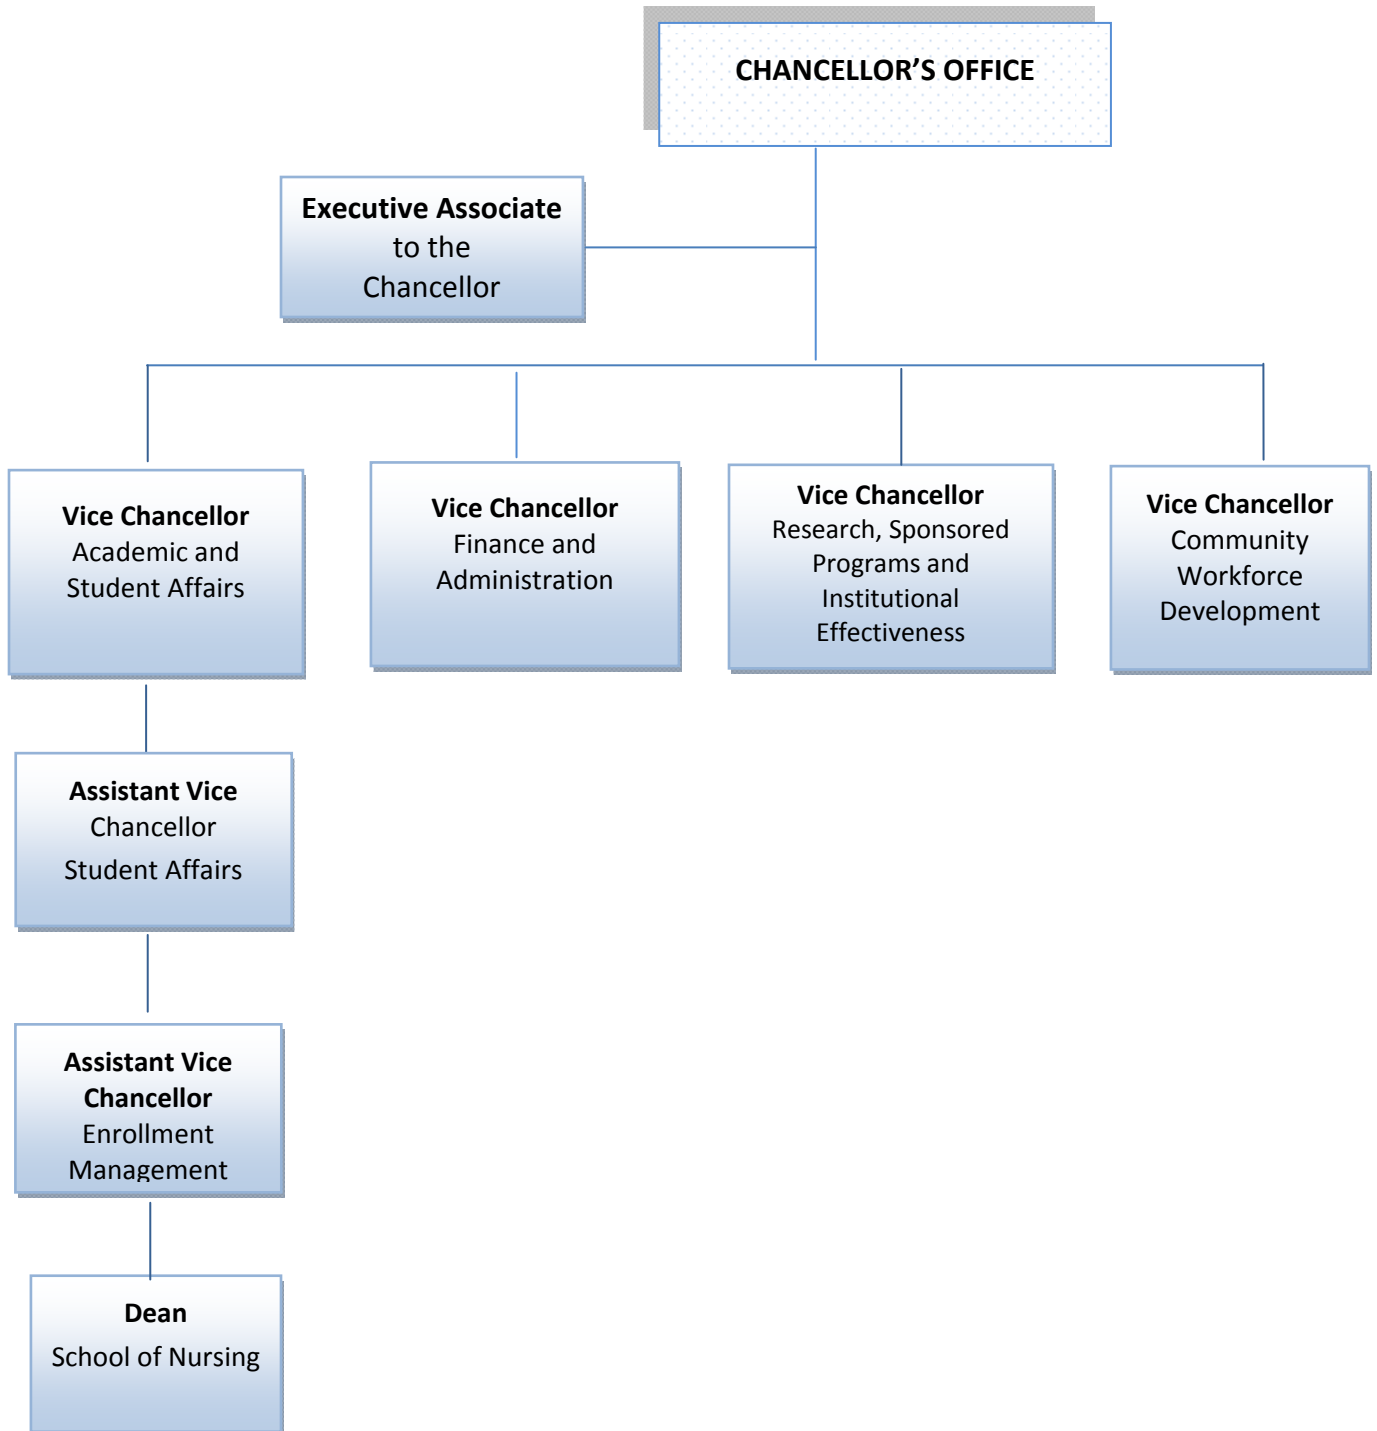 CHANCELLOR’S OFFICE
Executive Associate
to the
Chancellor
Vice Chancellor
Academic and
Student Affairs
Vice Chancellor
Finance and
Administration
Vice Chancellor
Research, Sponsored
Programs and
Institutional
Effectiveness
Vice Chancellor
Community
Workforce
Development
Assistant Vice
Chancellor
Student Affairs
Assistant Vice
Chancellor
Enrollment
Management
Dean
School of Nursing